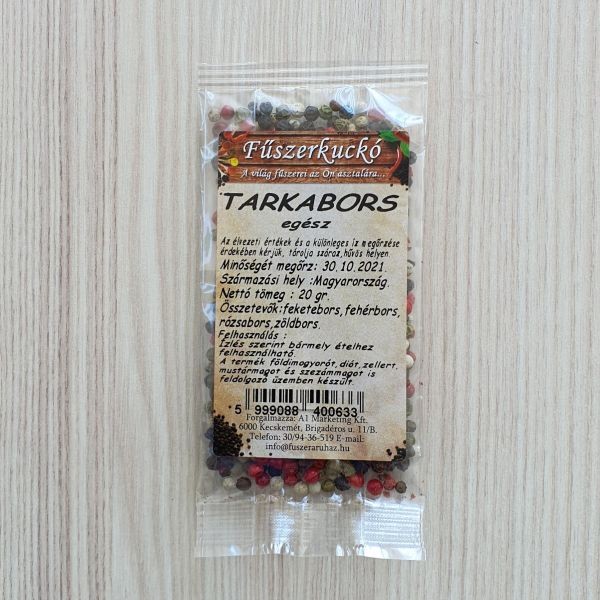 Fűszerkuckó
A világ fűszerei az Ön asztalára...
TARKABORS
egész
Az élvezeti értékek és a különleges íz megőrzése
érdekében kérjük, tárolja száraz,hűvös helyen.
Minőségét megőrz: 30.10.2021.
Származási hely :Magyarország.
Nettó tömeg : 20 gr.
Összetevők:feketebors,fehérbors,
rózsabors,zöldbors.
Felhasználás :
Ízlés szerint bármely ételhez
felhasználható.
A termék földimogyorót,diót,zellert,
mustármagot és szezámmagot is
feldolgozó üzemben készült.
5 999088 400633
Forgalmazza: A1 Marketing Kft.
6000 Kecskemét, Brigadéros u. 11/B.
Telefon: 30/94-36-519 E-mail:
info@fuszeraruhaz.hu